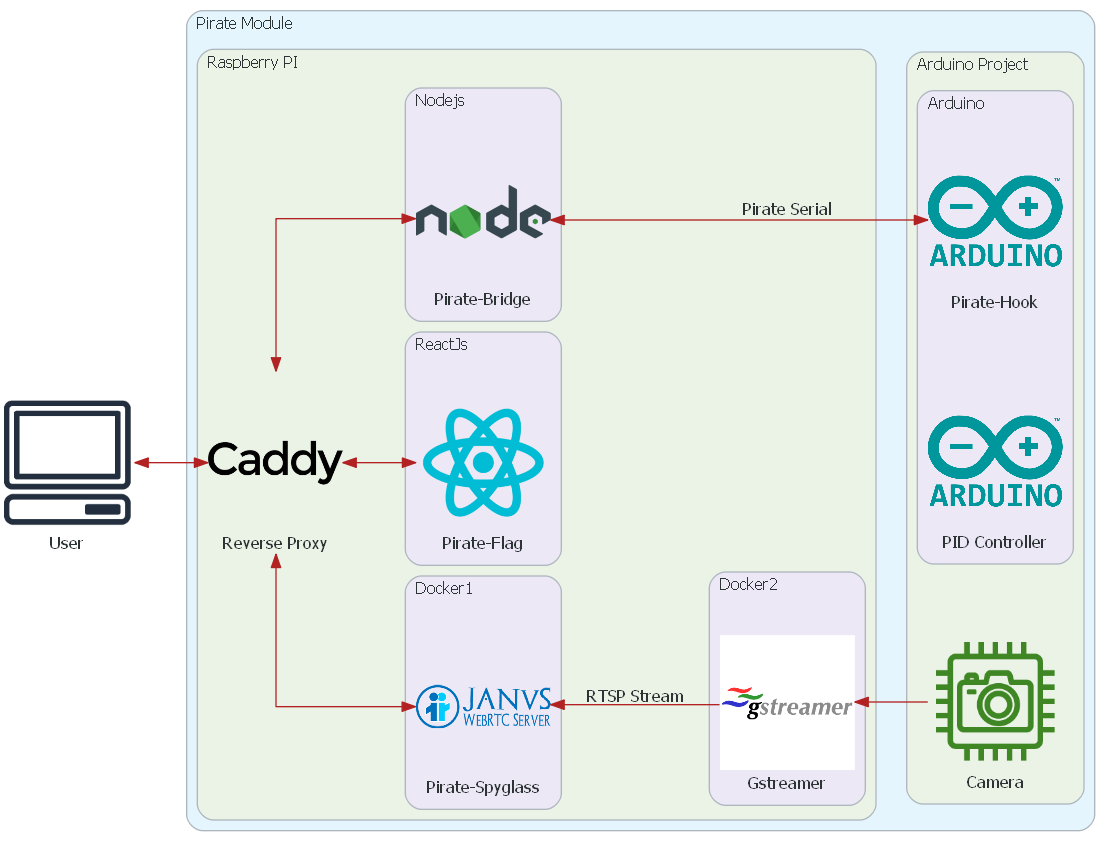 Pirate Module
Raspberry PI
Arduino Project
Nodejs
Arduino
node
Pirate Serial
TM
ARDUINO
Pirate-Bridge
Pirate-Hook
ReactJs
Caddy
TM
ARDUINO
User
Reverse Proxy
Pirate-Flag
PID Controller
Docker1
Docker2
JANVS
WEBRTC SERVER
RTSP Stream
gstreamer
Pirate-Spyglass
Gstreamer
Camera